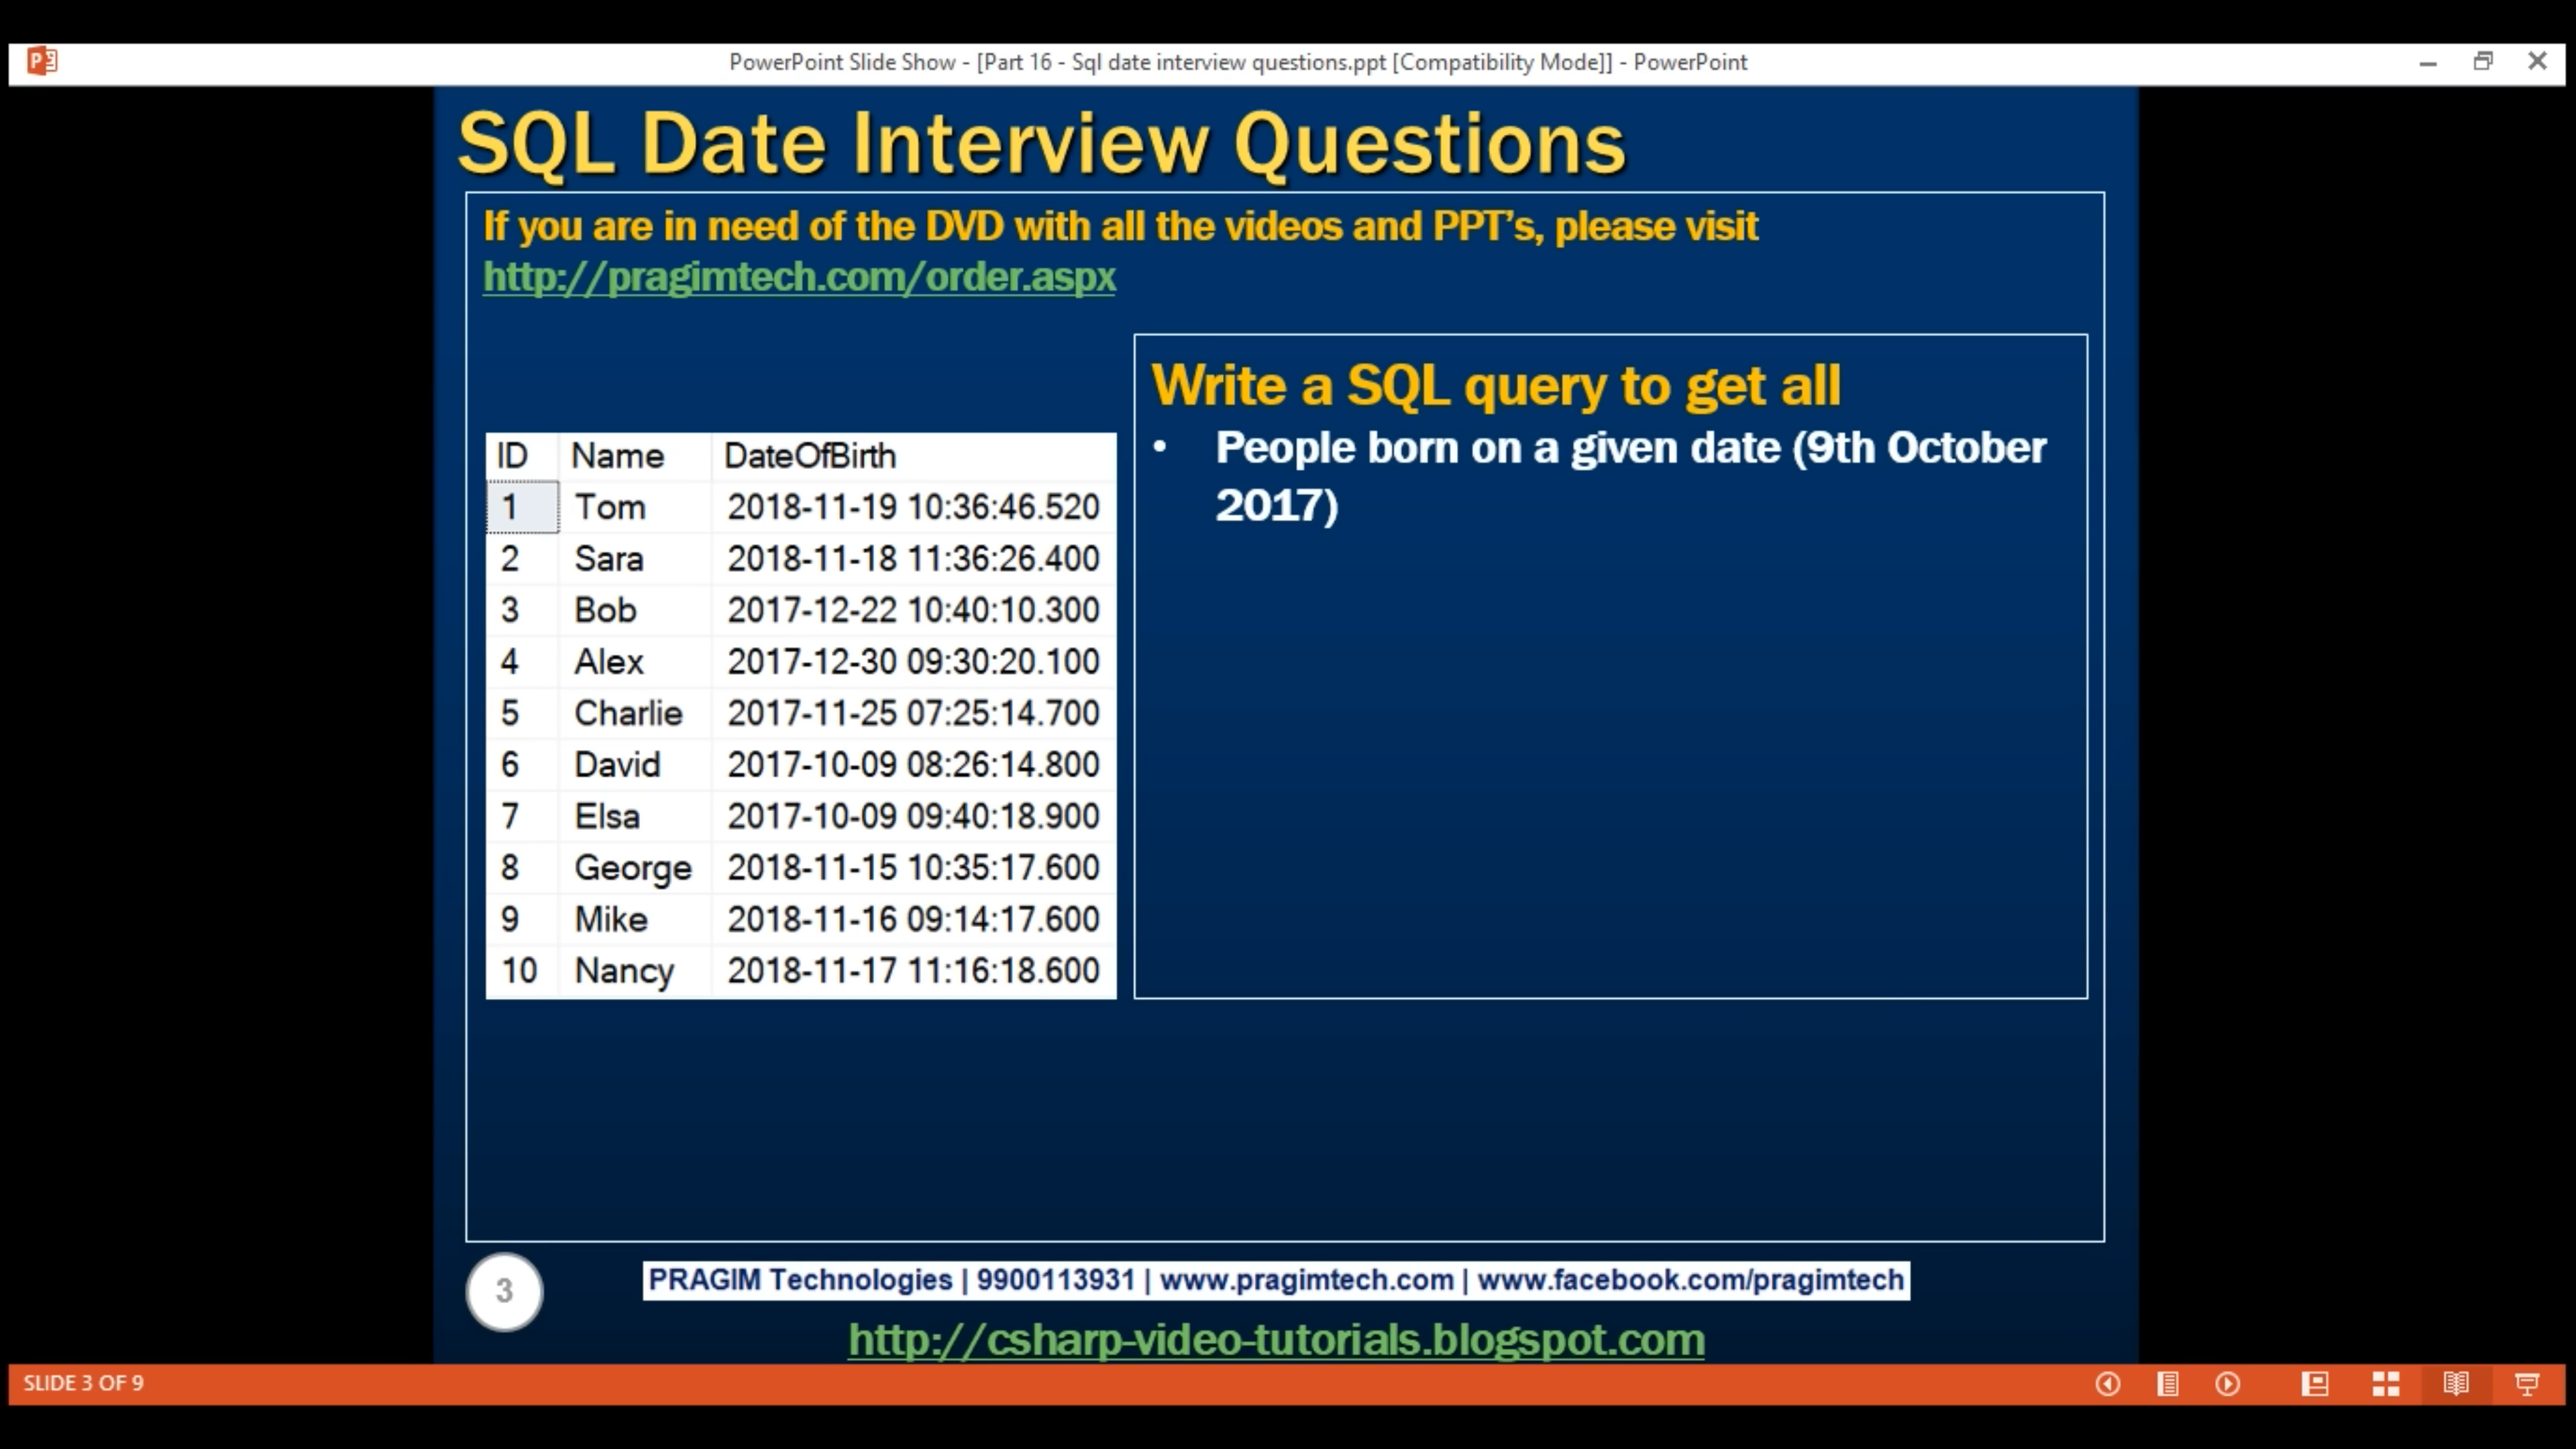 PowerPoint Slide Show - [Part 16 - Sql date interview questions.ppt [Compatibility Mode]] - PowerPoint
SQL Date Interview Questions
If you are in need of the DVD with all the videos and PPT's, please visit
http://pragimtech.com/order.aspx
ID Name DateOfBirth
1 Tom 2018-11-19 10:36:46.520
2 Sara 2018-11-18 11:36:26.400
3 Bob 2017-12-22 10:40:10.300
4 Alex 2017-12-30 09:30:20.100
5 Charlie 2017-11-25 07:25:14.700
6 David 2017-10-09 08:26:14.800
7 Elsa 2017-10-09 09:40:18.900
8 George 2018-11-15 10:35:17.600
9 Mike 2018-11-16 09:14:17.600
10 Nancy 2018-11-17 11:16:18.600
Write a SQL query to get all
• People born on a given date (9th October
2017)
3
PRAGIM Technologies | 9900113931 | www.pragimtech.com | www.facebook.com/pragimtech
http://csharp-video-tutorials.blogspot.com
SLIDE 3 OF 9